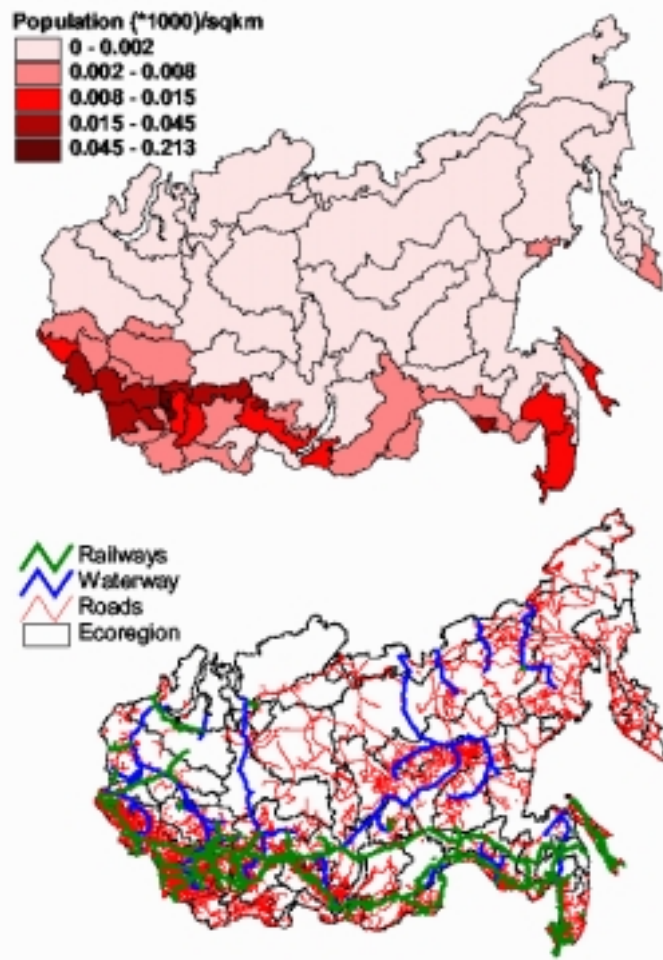 Population (*1000)/sqkm
0 - 0.002
0.002 - 0.008
0.008 - 0.015
0.015 - 0.045
0.045 - 0.213
Railways
Waterway
Roads
Ecoregion